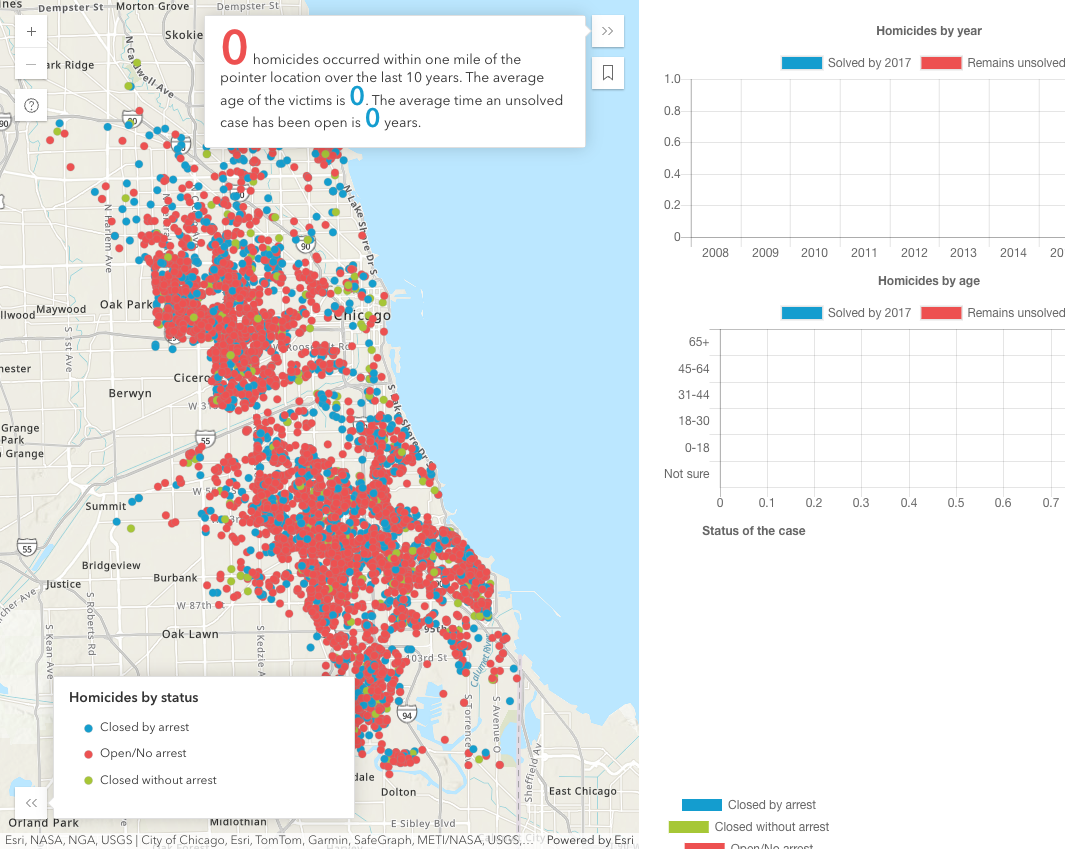 Dempster St
Morton Grove
Dempster St
Skokie
N Caldwell Ave
Park Ridge
90
90
0 homicides occurred within one mile of the
pointer location over the last 10 years. The average
age of the victims is 0. The average time an unsolved
case has been open is 0 years.
N Harlem Ave
N Lake Shore Dr S
90
Maywood
Oak Park
Chicago
S 1st Ave
W Roosevelt Rd
Cicero
Berwyn
W 31
S Lake Shore Dr S
Grange
Park
Grange
55
W 5
Summit
55
Bridgeview
Justice
Burbank
W 87th
S Roberts Rd
S Kean Ave
Oak Lawn
S Kedzie A
95th
103rd St
Calumet Riv
94
S Torrence
S Avenue O
Sheffield Av
Dolton
East Chicago
E Sibley Blvd
Orland Park
Midlothian
Homicides by status
Closed by arrest
Open/No arrest
Closed without arrest
Esri, NASA, NGA, USGS | City of Chicago, Esri, TomTom, Garmin, SafeGraph, METI/NASA, USGS,...
Powered by Esri
Homicides by year
Solved by 2017
Remains unsolved
1.0
0.8
0.6
0.4
0.2
0
2008 2009 2010 2011 2012 2013 2014 20
Homicides by age
Solved by 2017
Remains unsolved
65+
45-64
31-44
18-30
0-18
Not sure
0 0.1 0.2 0.3 0.4 0.5 0.6 0.7
Status of the case
Closed by arrest
Closed without arrest
Open/No arrest